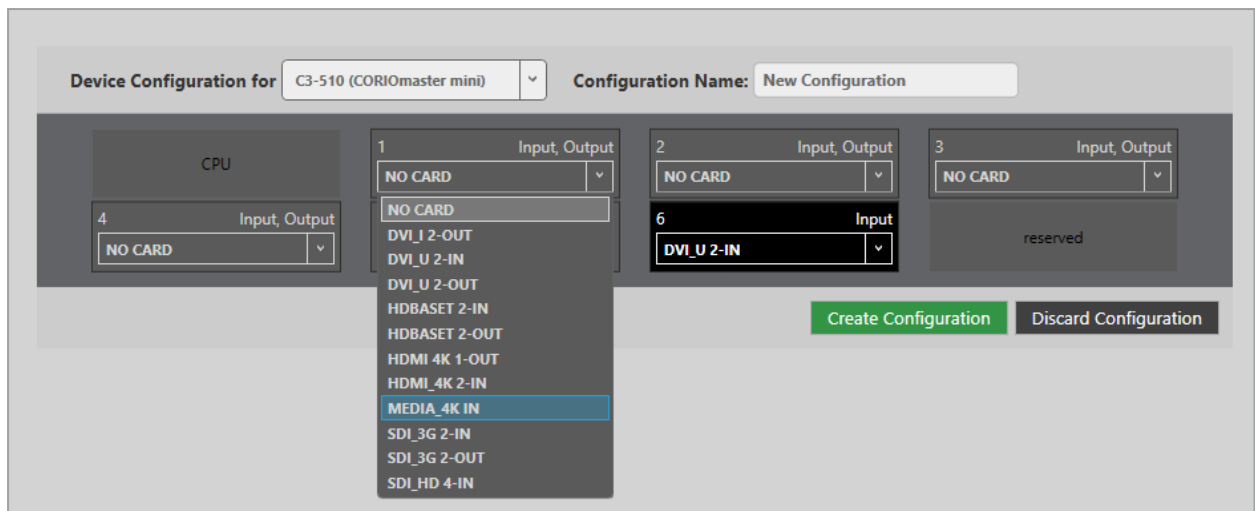 Device Configuration for C3-510 (CORIOmaster mini) Configuration Name: New Configuration
CPU
1 Input, Output
NO CARD
2 Input, Output
NO CARD
3 Input, Output
NO CARD
4 Input, Output
NO CARD
NO CARD
DVI_I 2-OUT
DVI_U 2-IN
DVI_U 2-OUT
HDBASET 2-IN
HDBASET 2-OUT
HDMI 4K 1-OUT
HDMI_4K 2-IN
MEDIA_4K IN
SDI_3G 2-IN
SDI_3G 2-OUT
SDI_HD 4-IN
6 Input
DVI_U 2-IN
reserved
Create Configuration Discard Configuration